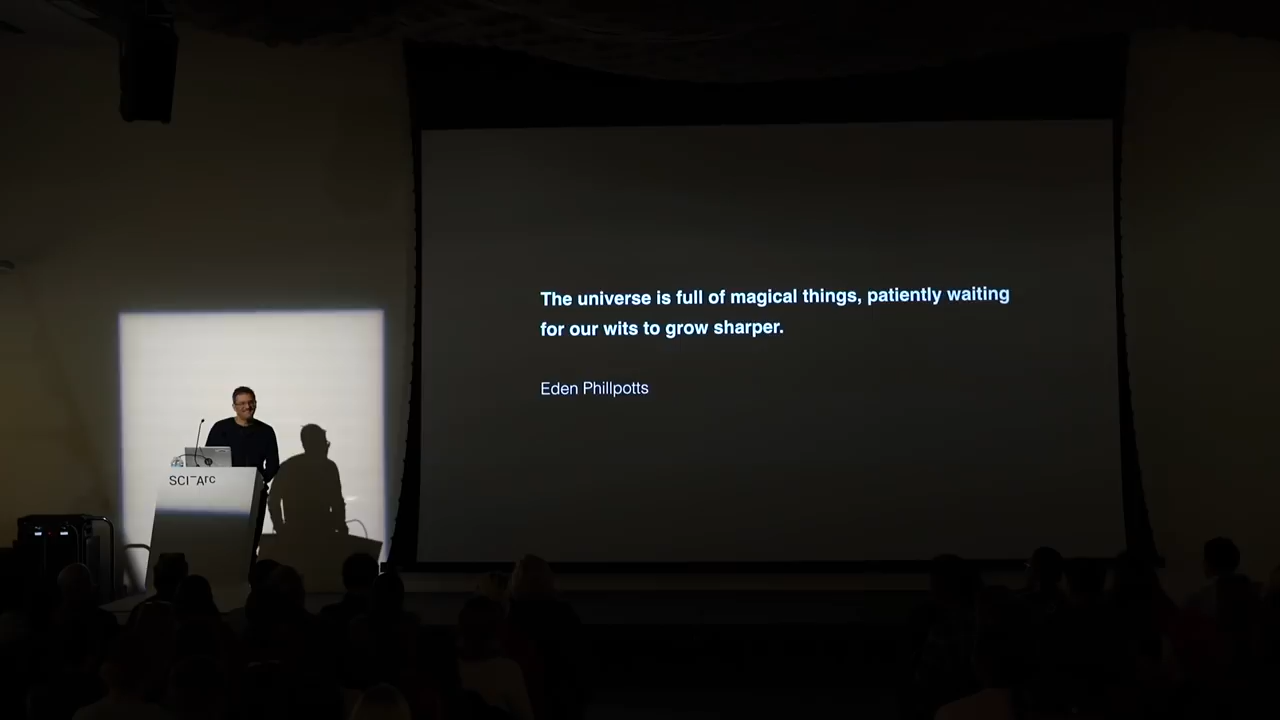 The universe is full of magical things, patiently waiting
for our wits to grow sharper.
Eden Phillpotts
SCI-Arc